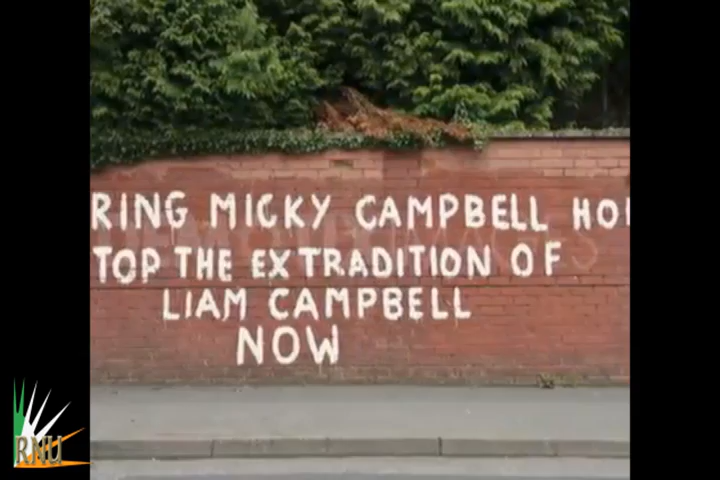 RING MICKY CAMPBELL HO
TOP THE EXTRADITION OF
LIAM CAMPBELL
NOW
RNU